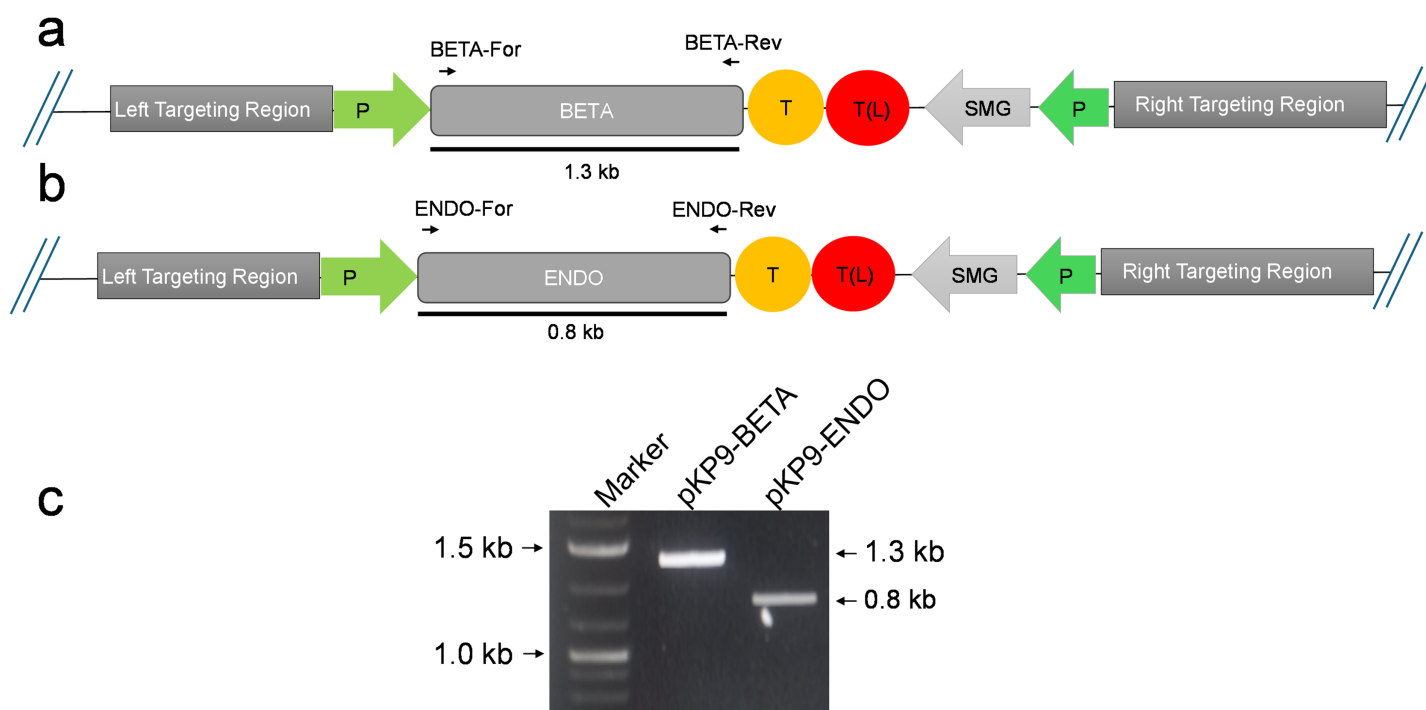 a
BETA-For
BETA-Rev
Left Targeting Region
P
BETA
T
T(L)
SMG
P
Right Targeting Region
1.3 kb
b
ENDO-For
ENDO-Rev
Left Targeting Region
P
ENDO
T
T(L)
SMG
P
Right Targeting Region
0.8 kb
c
Marker
pKP9-BETA
pKP9-ENDO
1.5 kb
1.3 kb
0.8 kb
1.0 kb